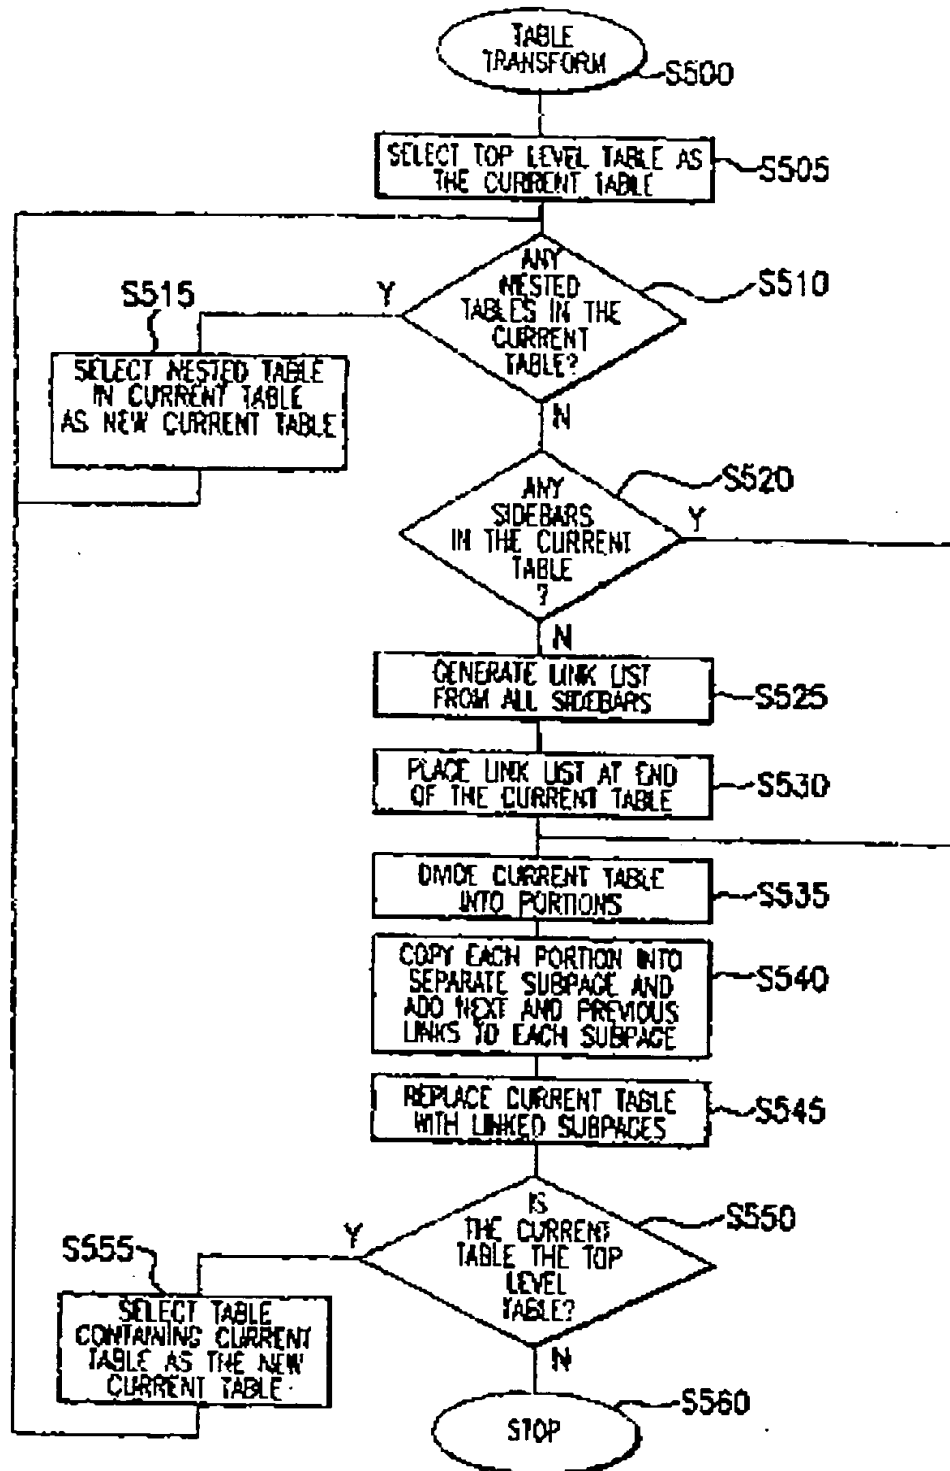 TABLE
TRANSFORM
S500
SELECT TOP LEVEL TABLE AS
THE CURRENT TABLE
S505
ANY
NESTED
TABLES IN THE
CURRENT
TABLE?
S510
Y
S515
SELECT NESTED TABLE
IN CURRENT TABLE
AS NEW CURRENT TABLE
N
ANY
SIDEBARS
IN THE CURRENT
TABLE
?
S520
Y
N
GENERATE LINK LIST
FROM ALL SIDEBARS
S525
PLACE LINK LIST AT END
OF THE CURRENT TABLE
S530
DIVIDE CURRENT TABLE
INTO PORTIONS
S535
COPY EACH PORTION INTO
SEPARATE SUBPAGE AND
ADD NEXT AND PREVIOUS
LINKS TO EACH SUBPAGE
S540
REPLACE CURRENT TABLE
WITH LINKED SUBPAGES
S545
IS
THE CURRENT
TABLE THE TOP
LEVEL
TABLE?
S550
Y
S555
SELECT TABLE
CONTAINING CURRENT
TABLE AS THE NEW
CURRENT TABLE
N
STOP
S560